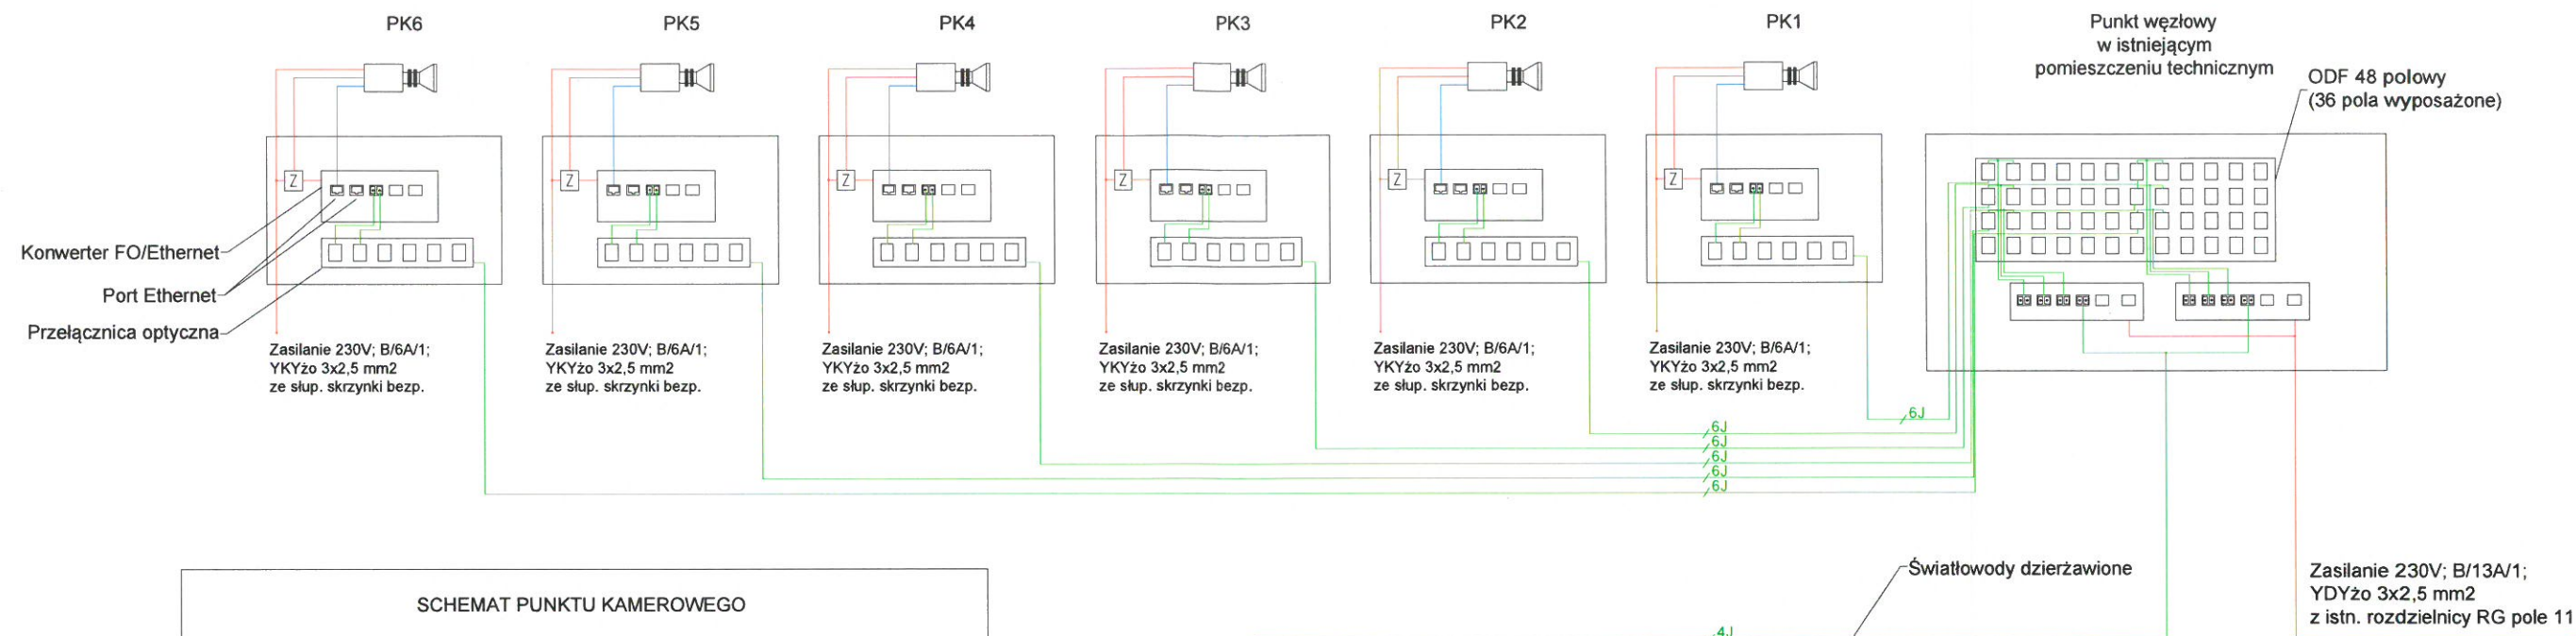 PK6
PK5
PK4
PK3
PK2
PK1
Punkt węzłowy
w istniejącym
pomieszczeniu technicznym
ODF 48 polowy
(36 pola wyposażone)
Z
Z
Z
Z
Z
Z
Konwerter FO/Ethernet
Port Ethernet
Przełącznica optyczna
Zasilanie 230V; B/6A/1;
YKYżo 3x2,5 mm2
ze słup. skrzynki bezp.
Zasilanie 230V; B/6A/1;
YKYżo 3x2,5 mm2
ze słup. skrzynki bezp.
Zasilanie 230V; B/6A/1;
YKYżo 3x2,5 mm2
ze słup. skrzynki bezp.
Zasilanie 230V; B/6A/1;
YKYżo 3x2,5 mm2
ze słup. skrzynki bezp.
Zasilanie 230V; B/6A/1;
YKYżo 3x2,5 mm2
ze słup. skrzynki bezp.
Zasilanie 230V; B/6A/1;
YKYżo 3x2,5 mm2
ze słup. skrzynki bezp.
6J
6J
6J
6J
6J
6J
SCHEMAT PUNKTU KAMEROWEGO
Światłowody dzierżawione
4J
Zasilanie 230V; B/13A/1;
YDYżo 3x2,5 mm2
z istn. rozdzielnicy RG pole 11